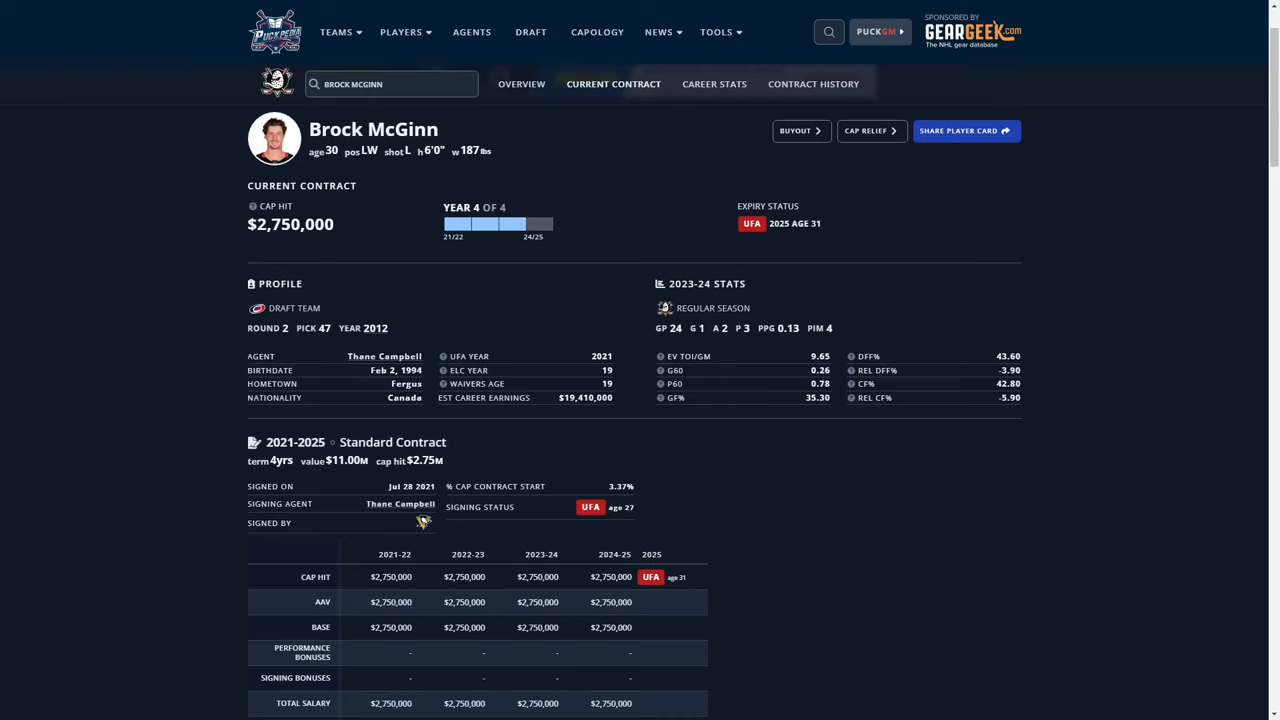 PUCKPEDIA TEAMS PLAYERS AGENTS DRAFT CAPOLOGY NEWS TOOLS PUCKGM SPONSORED BY
GEARGEEK.com
The NHL gear database
BROCK MCGINN OVERVIEW CURRENT CONTRACT CAREER STATS CONTRACT HISTORY
Brock McGinn BUYOUT CAP RELIEF SHARE PLAYER CARD
age 30 pos LW shot L h 6'0" w 187 lbs
CURRENT CONTRACT
CAP HIT YEAR 4 OF 4 EXPIRY STATUS
$2,750,000 UFA 2025 AGE 31
21/22 24/25
PROFILE 2023-24 STATS
DRAFT TEAM REGULAR SEASON
ROUND 2 PICK 47 YEAR 2012 GP 24 G 1 A 2 P 3 PPG 0.13 PIM 4
AGENT Thane Campbell UFA YEAR 2021 EV TOI/GM 9.65 DFF% 43.60
BIRTHDATE Feb 2, 1994 ELC YEAR 19 G60 0.26 REL DFF% -3.90
HOMETOWN Fergus WAIVERS AGE 19 P60 0.78 CF% 42.80
NATIONALITY Canada EST CAREER EARNINGS $19,410,000 GF% 35.30 REL CF% -5.90
2021-2025 Standard Contract
term 4yrs value $11.00M cap hit $2.75M
SIGNED ON Jul 28 2021 % CAP CONTRACT START 3.37%
SIGNING AGENT Thane Campbell SIGNING STATUS UFA age 27
SIGNED BY
2021-22 2022-23 2023-24 2024-25 2025
CAP HIT $2,750,000 $2,750,000 $2,750,000 $2,750,000 UFA age 31
AAV $2,750,000 $2,750,000 $2,750,000 $2,750,000
BASE $2,750,000 $2,750,000 $2,750,000 $2,750,000
PERFORMANCE BONUSES - - - -
SIGNING BONUSES - - - -
TOTAL SALARY $2,750,000 $2,750,000 $2,750,000 $2,750,000